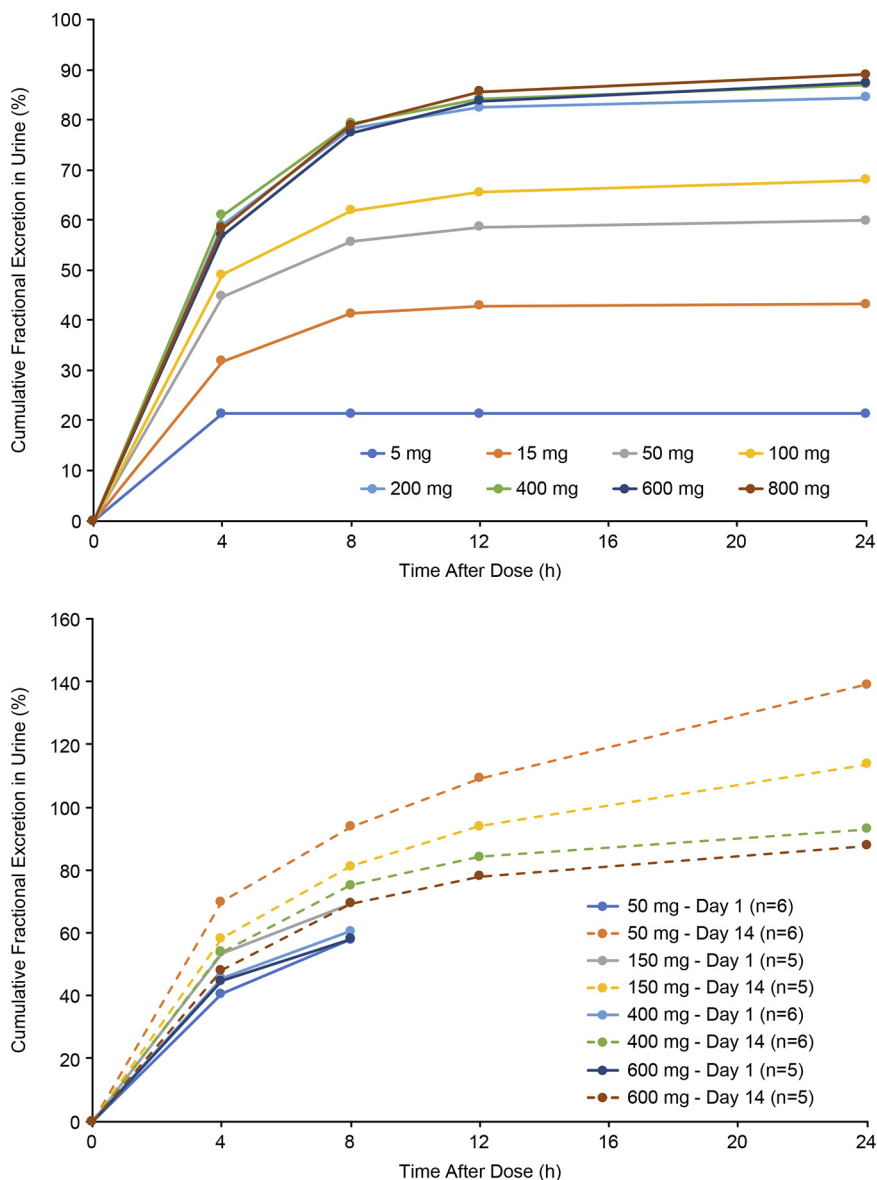 Cumulative Fractional Excretion in Urine (%)
100
90
80
70
60
50
40
30
20
10
0
5 mg 15 mg 50 mg 100 mg
200 mg 400 mg 600 mg 800 mg
0 4 8 12 16 20 24
Time After Dose (h)
Cumulative Fractional Excretion in Urine (%)
160
140
120
100
80
60
40
20
0
50 mg - Day 1 (n=6)
50 mg - Day 14 (n=6)
150 mg - Day 1 (n=5)
150 mg - Day 14 (n=5)
400 mg - Day 1 (n=6)
400 mg - Day 14 (n=6)
600 mg - Day 1 (n=5)
600 mg - Day 14 (n=5)
0 4 8 12 16 20 24
Time After Dose (h)